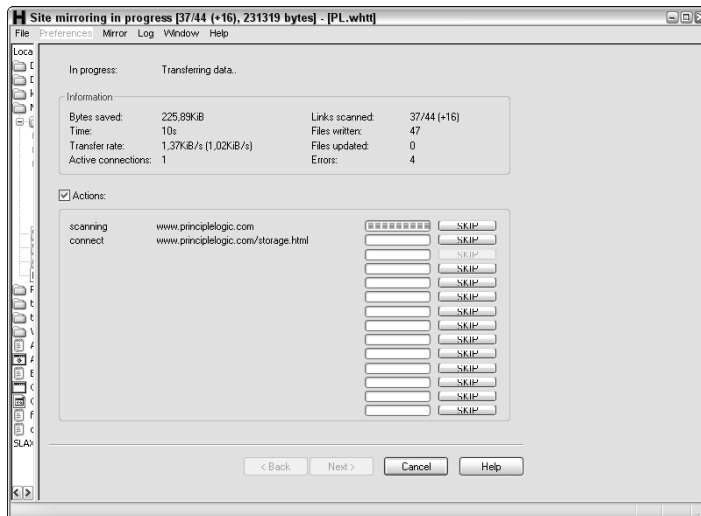 Site mirroring in progress [37/44 (+16), 231319 bytes] - [PL.whtt]
File Preferences Mirror Log Window Help
Loca
In progress: Transferring data..
Information
Bytes saved: 225,89KiB Links scanned: 37/44 (+16)
Time: 10s Files written: 47
Transfer rate: 1,37KiB/s (1,02KiB/s) Files updated: 0
Active connections: 1 Errors: 4
Actions:
scanning www.principlelogic.com SKIP
connect www.principlelogic.com/storage.html SKIP
SKIP
SKIP
SKIP
SKIP
SKIP
SKIP
SKIP
SKIP
SKIP
SKIP
SKIP
SKIP
SLAX
< Back Next > Cancel Help